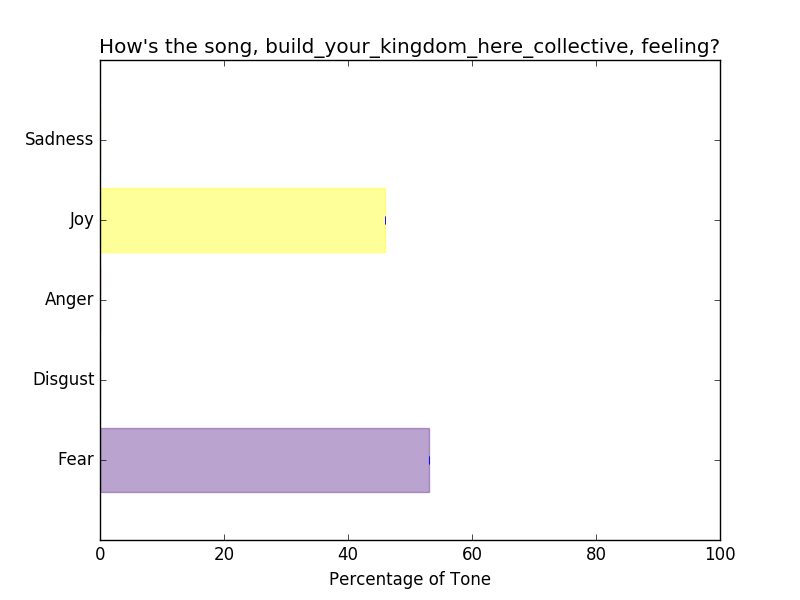 How's the song, build_your_kingdom_here_collective, feeling?
Sadness
Joy
Anger
Disgust
Fear
0 20 40 60 80 100
Percentage of Tone